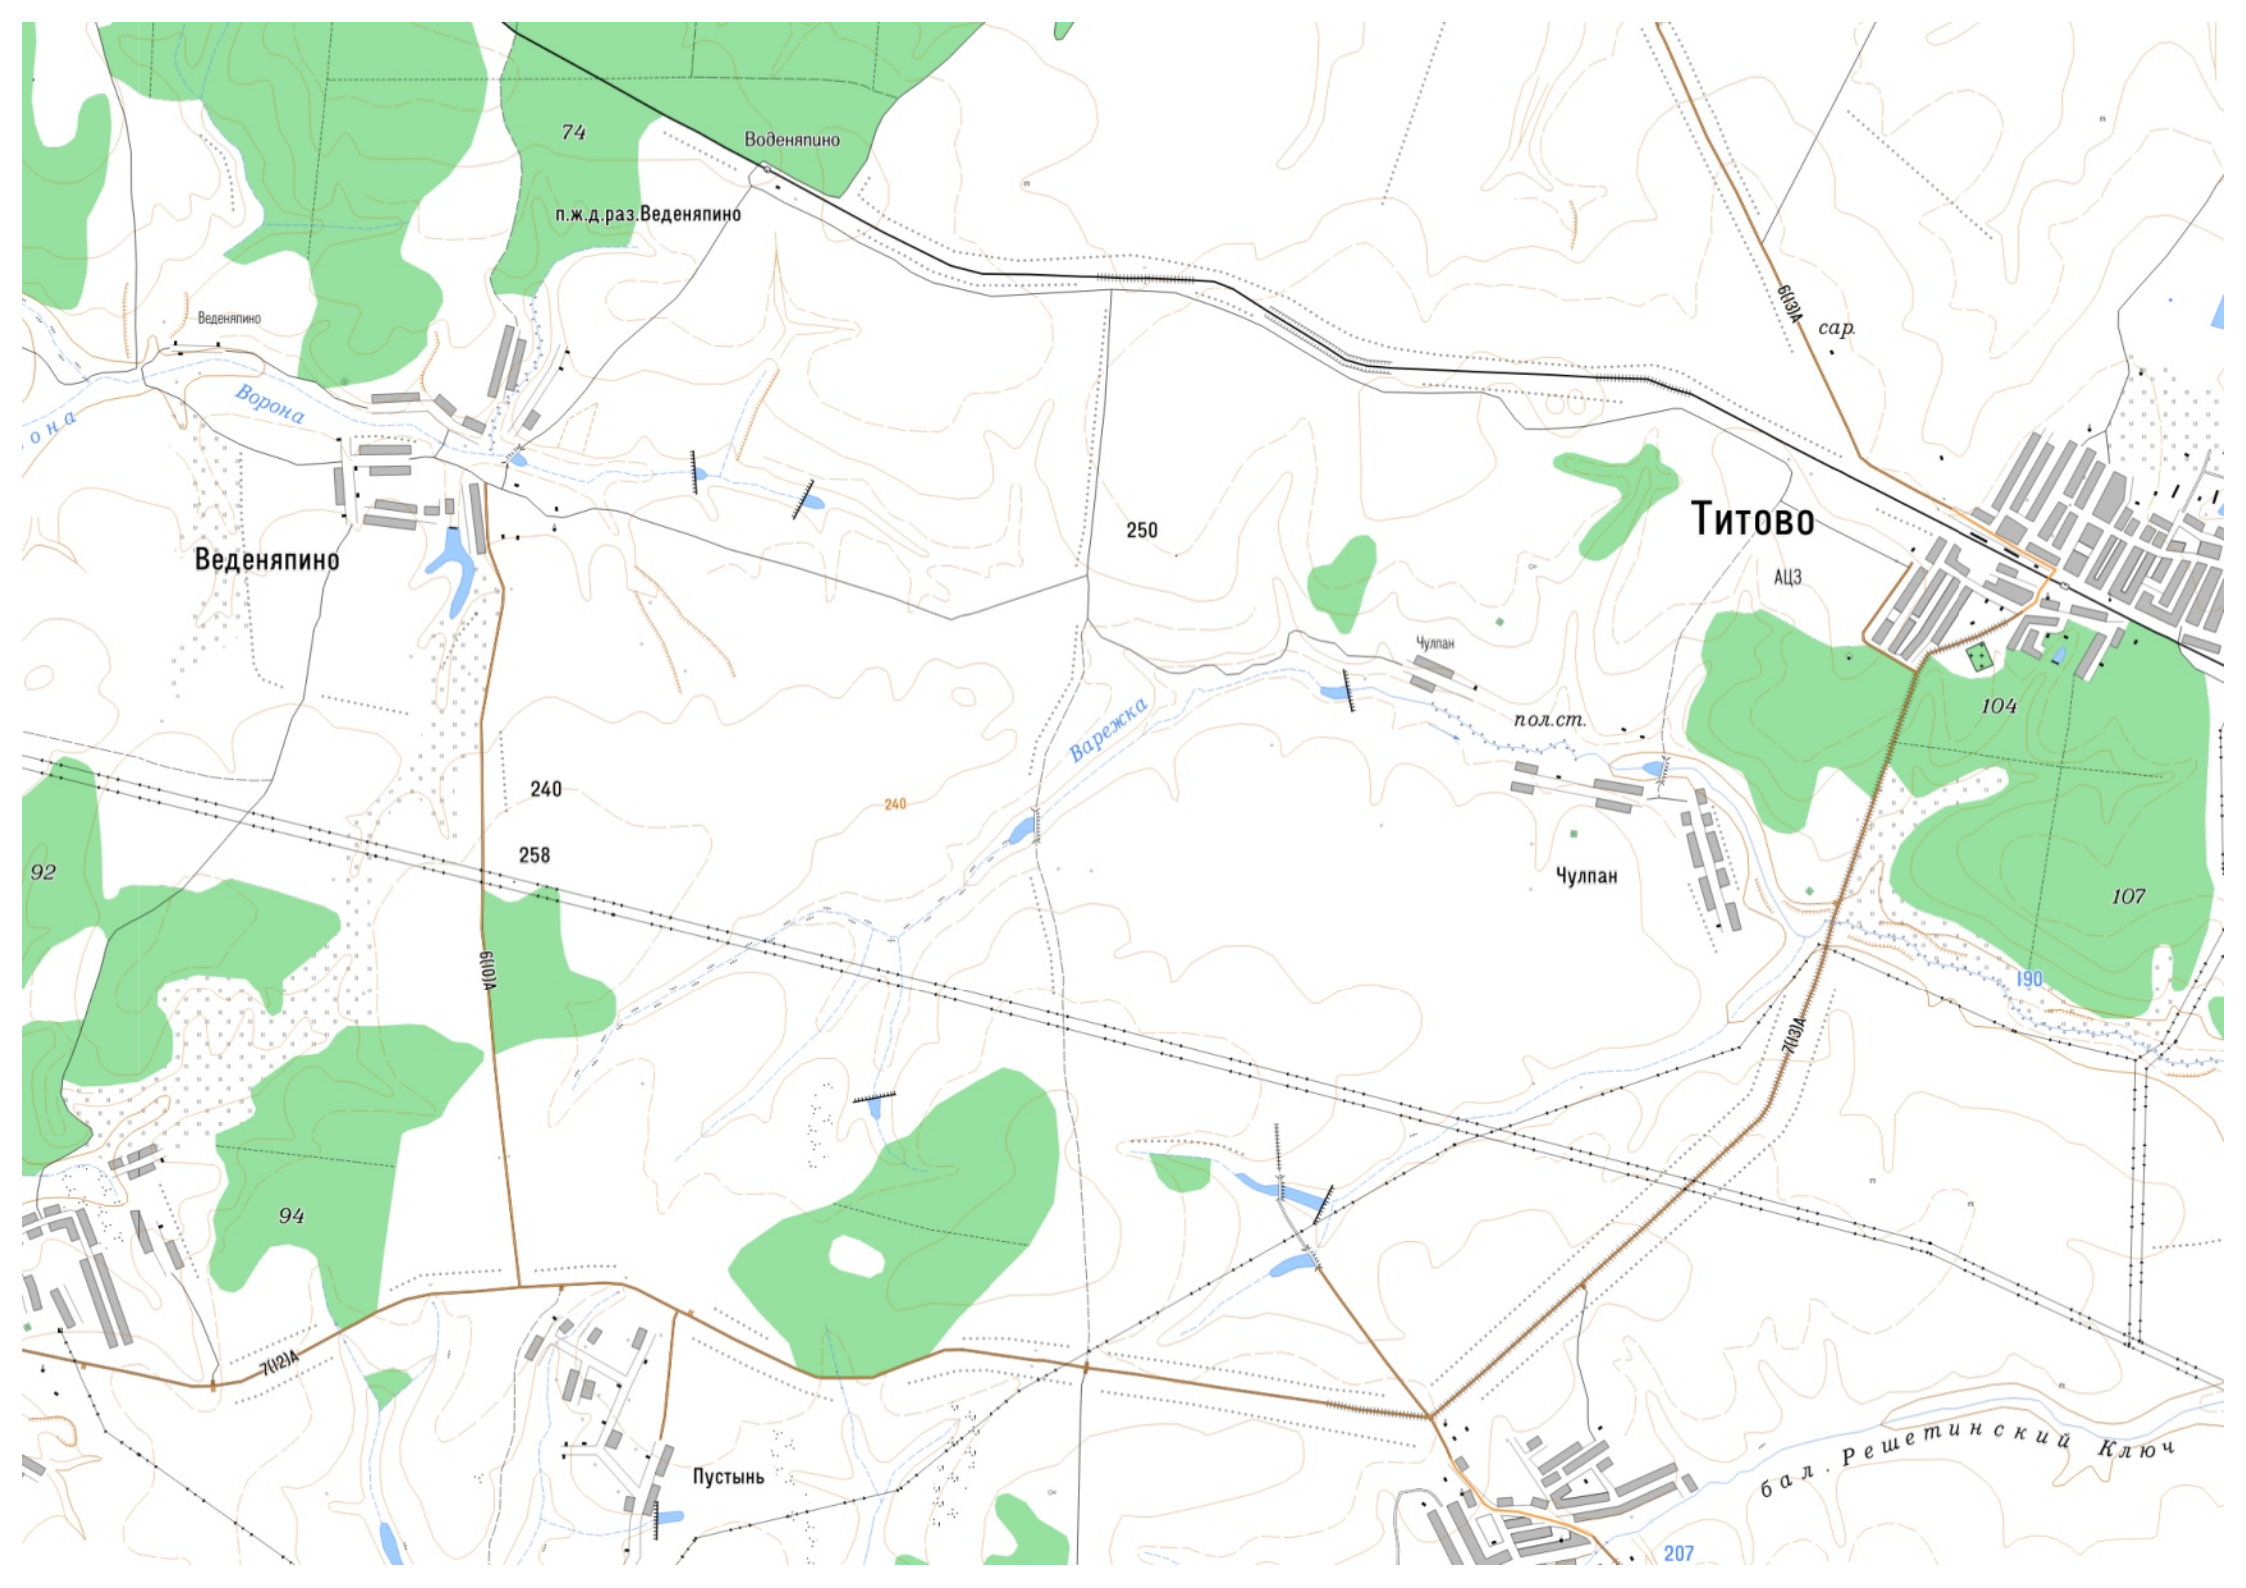 74
Воденяпино
п.ж.д.раз.Веденяпино
6(13)А
сар.
Веденяпино
Ворона
она
250
Титово
АЦЗ
Веденяпино
Чулпан
104
Варежка
пол.ст.
240
240
258
92
Чулпан
107
6(10)А
190
7(13)А
94
7(12)А
Пустынь
бал. Решетинский Ключ
207